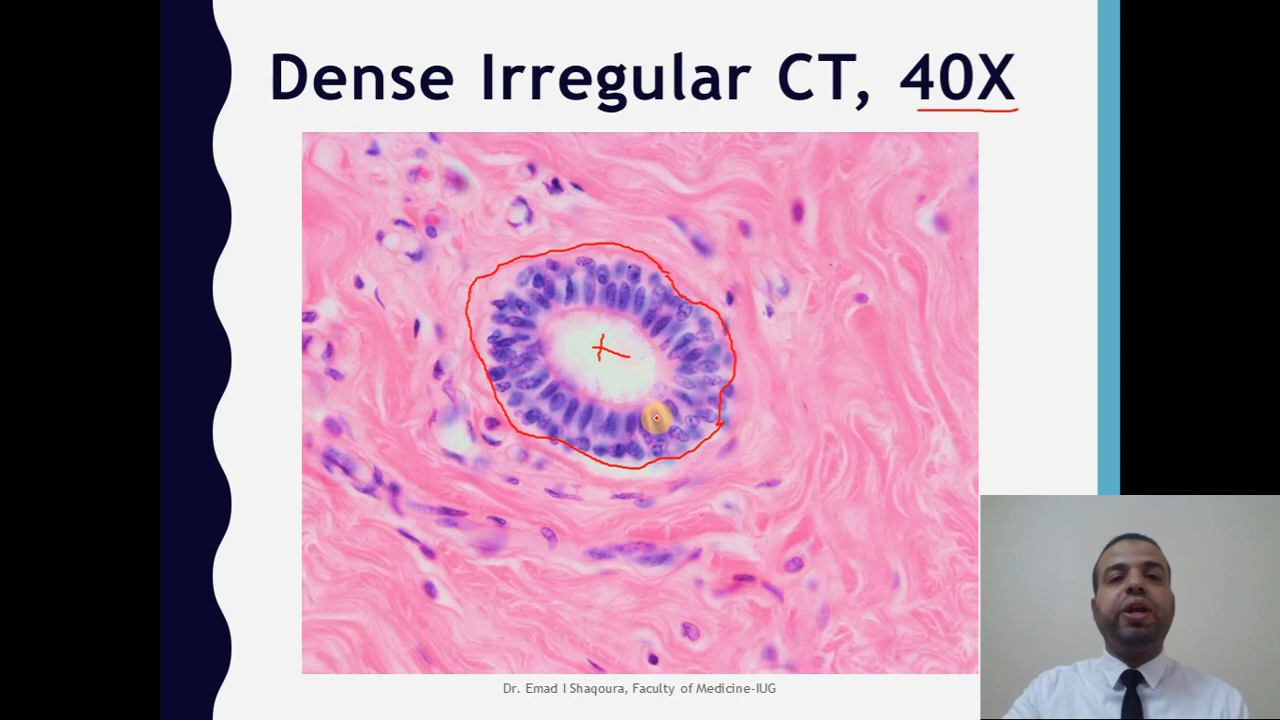 Dense Irregular CT, 40X
Dr. Emad I Shaqoura, Faculty of Medicine-IUG